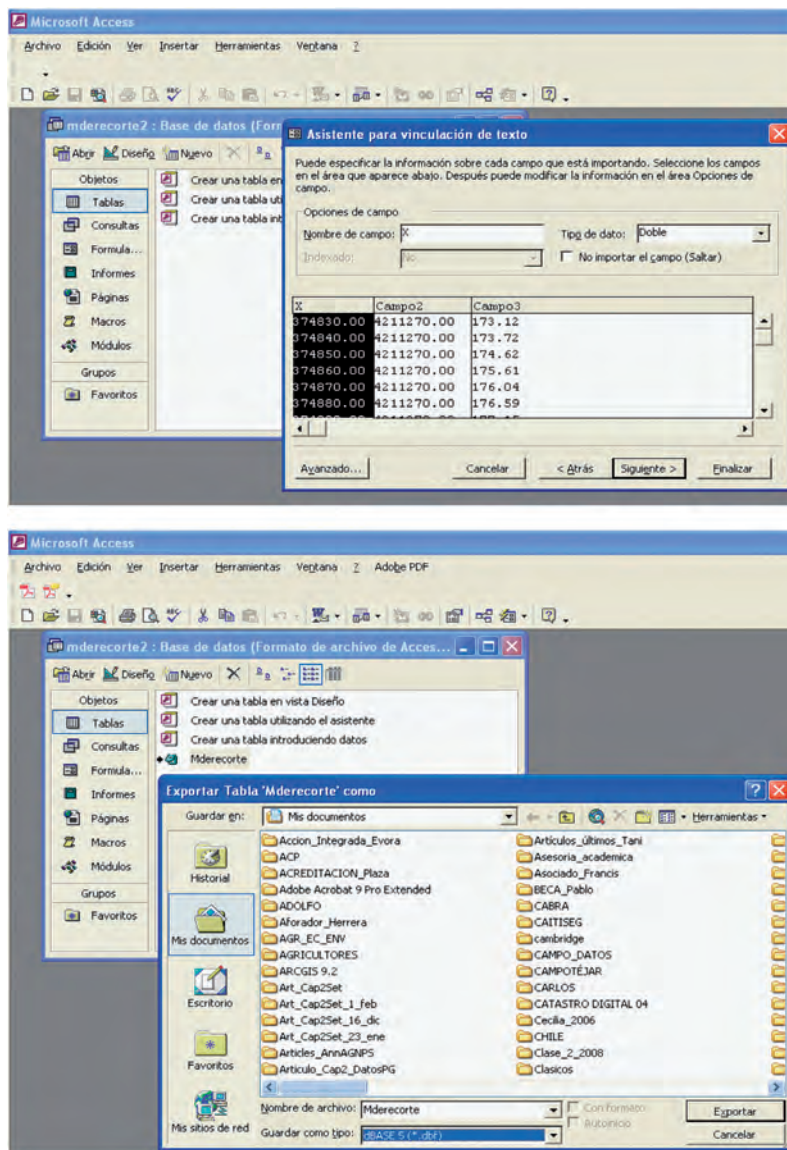 Microsoft Access
Archivo Edición Ver Insertar Herramientas Ventana ?
mderecorte2 : Base de datos (Form
Abrir Diseño Nuevo
Objetos
Tablas
Consultas
Formula...
Informes
Páginas
Macros
Módulos
Grupos
Favoritos
Crear una tabla en
Crear una tabla uti
Crear una tabla int
Asistente para vinculación de texto
Puede especificar la información sobre cada campo que está importando. Seleccione los campos
en el área que aparece abajo. Después puede modificar la información en el área Opciones de
campo.
Opciones de campo
Nombre de campo: X Tipo de dato: Doble
Indexado: No No importar el campo (Saltar)
X Campo2 Campo3
374830.00 4211270.00 173.12
374840.00 4211270.00 173.72
374850.00 4211270.00 174.62
374860.00 4211270.00 175.61
374870.00 4211270.00 176.04
374880.00 4211270.00 176.59
Avanzado... Cancelar < Atrás Siguiente > Finalizar
Microsoft Access
Archivo Edición Ver Insertar Herramientas Ventana ? Adobe PDF
mderecorte2 : Base de datos (Formato de archivo de Acces...
Abrir Diseño Nuevo
Objetos
Tablas
Consultas
Formula...
Informes
Páginas
Macros
Módulos
Grupos
Favoritos
Crear una tabla en vista Diseño
Crear una tabla utilizando el asistente
Crear una tabla introduciendo datos
Mderecorte
Exportar Tabla 'Mderecorte' como
Guardar en: Mis documentos Herramientas
Historial
Mis documentos
Escritorio
Favoritos
Mis sitios de red
Accion_Integrada_Evora
ACP
ACREDITACION_Plaza
Adobe Acrobat 9 Pro Extended
ADOLFO
Aforador_Herrera
AGR_EC_ENV
AGRICULTORES
ARCGIS 9.2
Art_Cap2Set
Art_Cap2Set_1_feb
Art_Cap2Set_16_dic
Art_Cap2Set_23_ene
Articles_AnnAGNPS
Articulo_Cap2_DatosPG
Artículos_últimos_Tani
Asesoria_academica
Asociado_Francis
BECA_Pablo
CABRA
CAITISEG
cambridge
CAMPO_DATOS
CAMPOTÉJAR
CARLOS
CATASTRO DIGITAL 04
Cecilia_2006
CHILE
Clase_2_2008
Clasicos
Nombre de archivo: Mderecorte Con formato Exportar
Autoinicio
Guardar como tipo: dBASE 5 (*.dbf) Cancelar